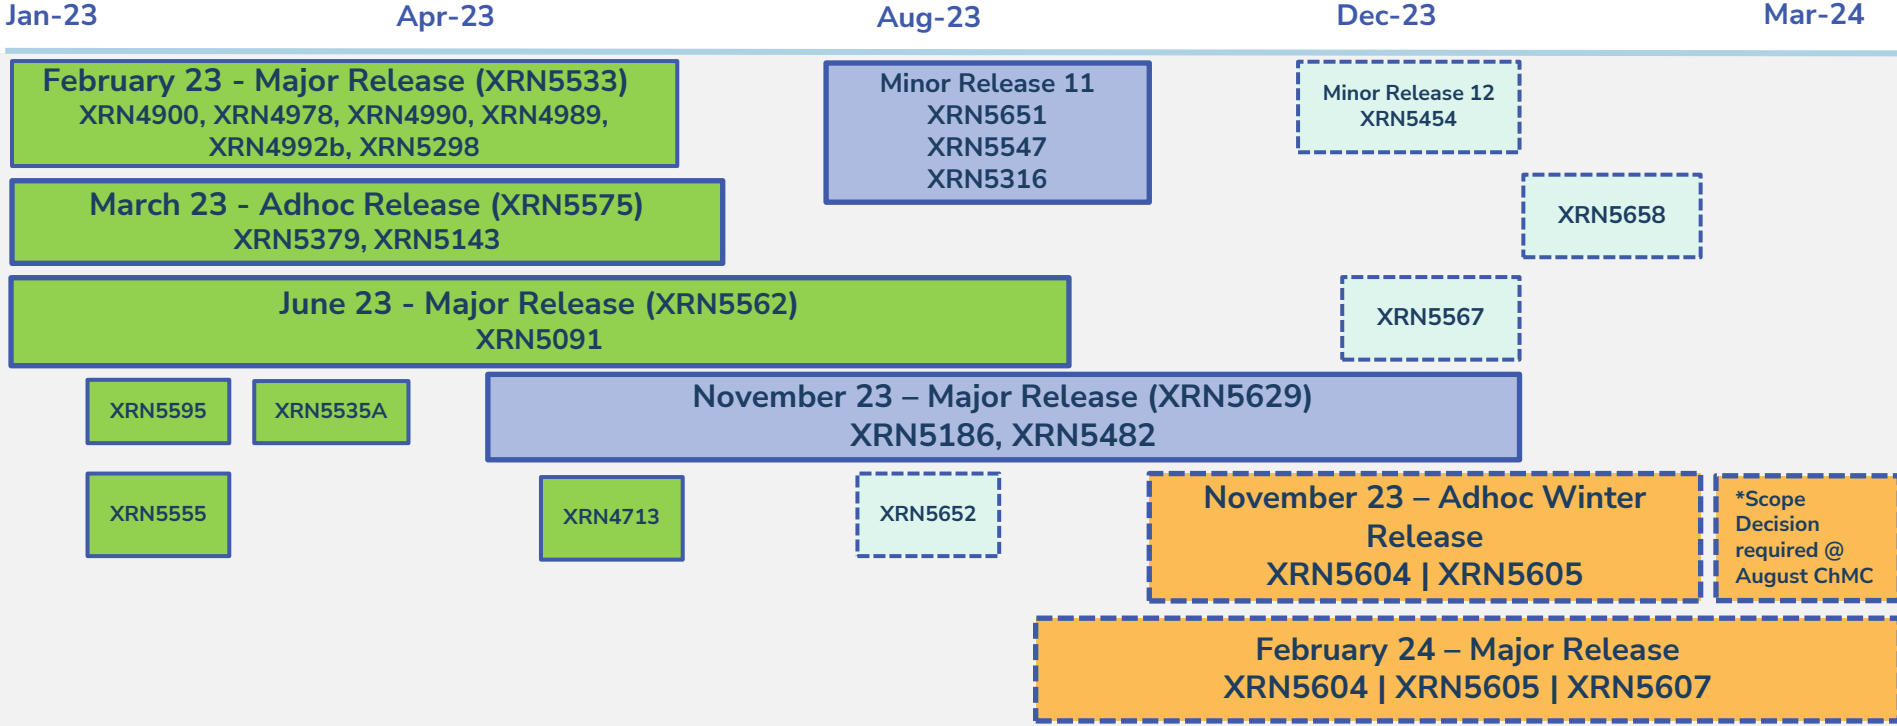 Jan-23
Apr-23
Aug-23
Dec-23
Mar-24
February 23 - Major Release (XRN5533)
XRN4900, XRN4978, XRN4990, XRN4989,
XRN4992b, XRN5298
Minor Release 11
XRN5651
XRN5547
XRN5316
Minor Release 12
XRN5454
March 23 - Adhoc Release (XRN5575)
XRN5379, XRN5143
XRN5658
June 23 - Major Release (XRN5562)
XRN5091
XRN5567
XRN5595
XRN5535A
November 23 – Major Release (XRN5629)
XRN5186, XRN5482
XRN5555
XRN4713
XRN5652
November 23 – Adhoc Winter
Release
XRN5604 | XRN5605
*Scope
Decision
required @
August ChMC
February 24 – Major Release
XRN5604 | XRN5605 | XRN5607